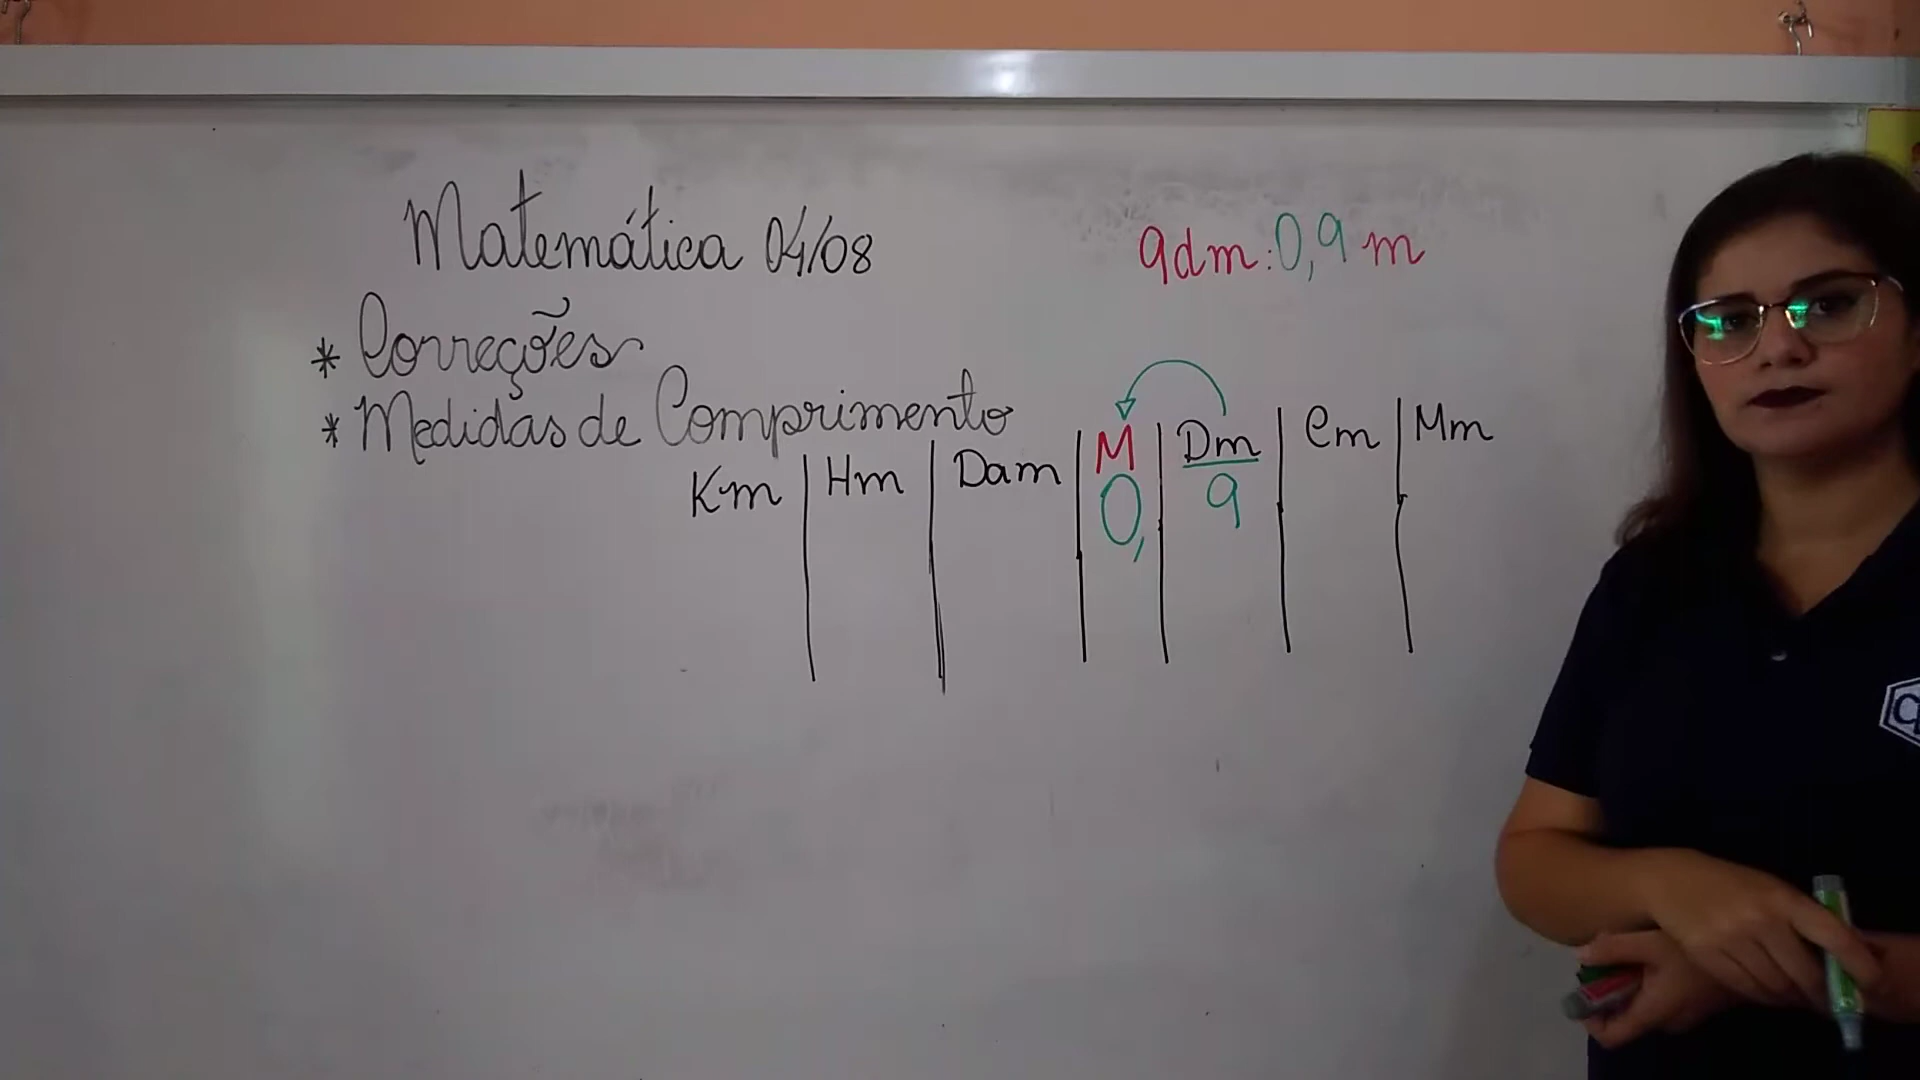 Matemática 04/08
9dm:0,9 m
* Correções
* Medidas de Comprimento
Km Hm Dam M Dm Cm Mm
0, 9